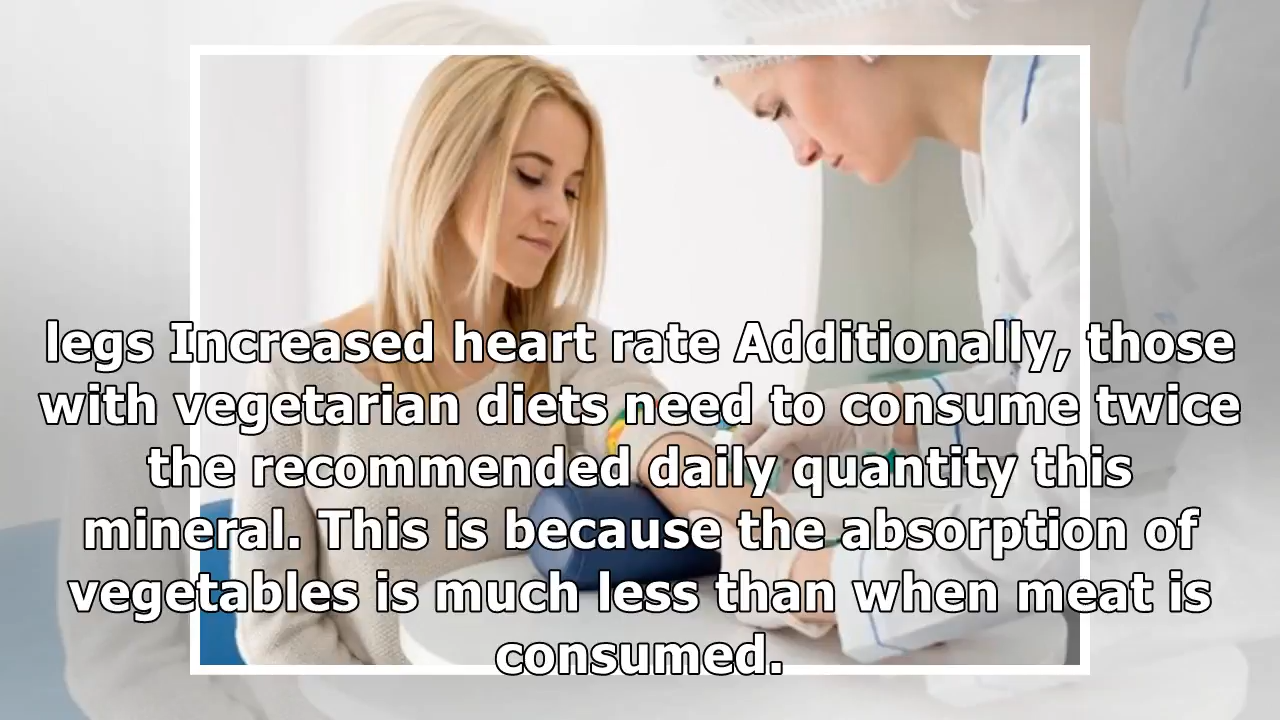 legs Increased heart rate Additionally, those
with vegetarian diets need to consume twice
the recommended daily quantity this
mineral. This is because the absorption of
vegetables is much less than when meat is
consumed.